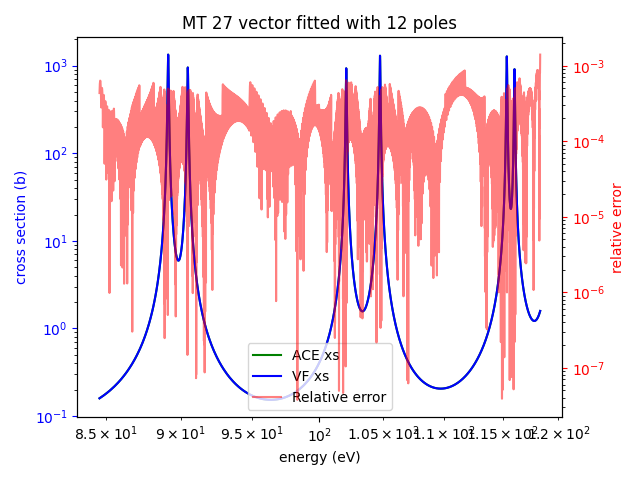 MT 27 vector fitted with 12 poles
cross section (b)
10³
10²
10¹
10⁰
10⁻¹
10⁻³
10⁻⁴
10⁻⁵
10⁻⁶
10⁻⁷
relative error
ACE xs
VF xs
Relative error
8.5×10¹ 9×10¹ 9.5×10¹ 10² 1.05×10¹ 1.1×10² 1.15×10² 1.2×10²
energy (eV)